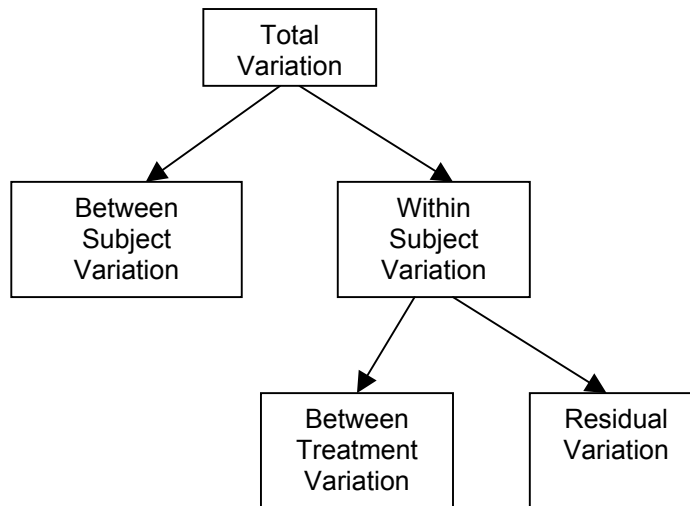 Total
Variation
Between
Subject
Variation
Within
Subject
Variation
Between
Treatment
Variation
Residual
Variation